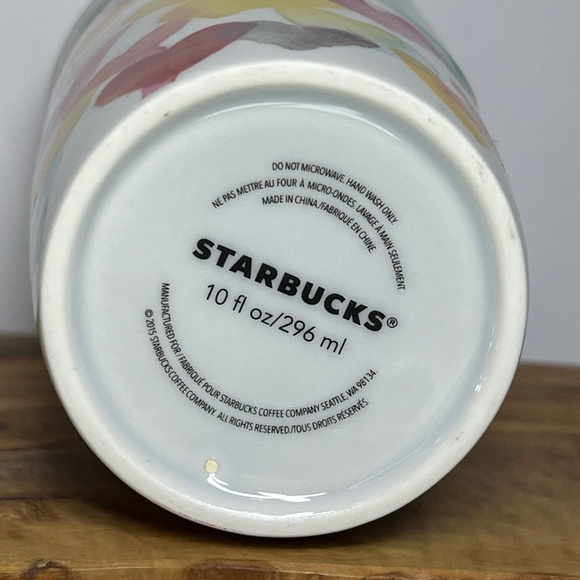 DO NOT MICROWAVE. HAND WASH ONLY.
NE PAS METTRE AU FOUR À MICRO-ONDES. LAVAGE À MAIN SEULEMENT.
MADE IN CHINA/FABRIQUÉ EN CHINE.
STARBUCKS®
10 fl oz/296 ml
MANUFACTURED FOR / FABRIQUÉ POUR STARBUCKS COFFEE COMPANY SEATTLE, WA 98134.
© 2015 STARBUCKS COFFEE COMPANY. ALL RIGHTS RESERVED./TOUS DROITS RÉSERVÉS.